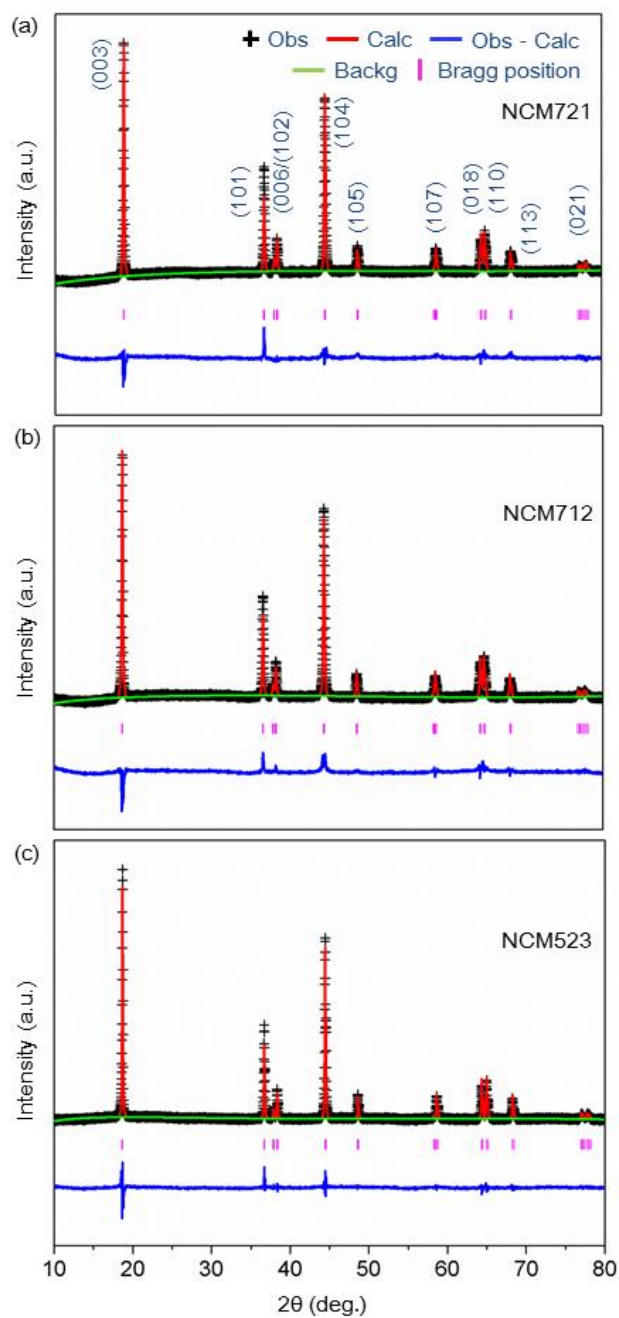 (a)
Obs Calc Obs - Calc
Backg Bragg position
NCM721
(003)
(101)
(006/(102)
(104)
(105)
(107)
(018)
(110)
(113)
(021)
Intensity (a.u.)
(b)
NCM712
Intensity (a.u.)
(c)
NCM523
Intensity (a.u.)
10 20 30 40 50 60 70 80
2θ (deg.)